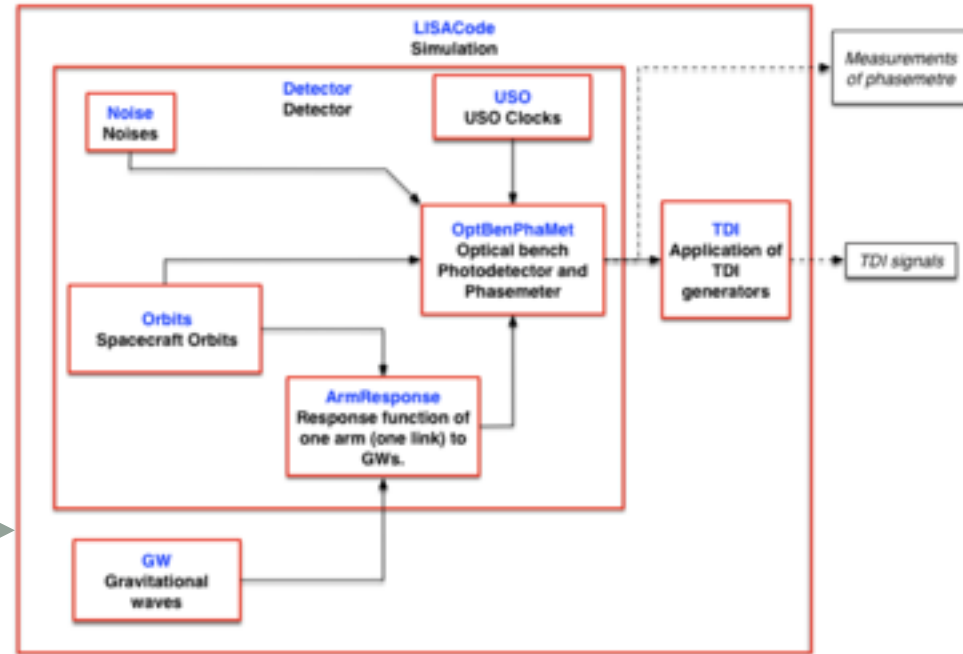 LISACode
Simulation
Detector
Detector
USO
USO Clocks
Noise
Noises
Measurements
of phasemetre
OptBenPhaMet
Optical bench
Photodetector and
Phasemeter
TDI
Application of
TDI
generators
TDI signals
Orbits
Spacecraft Orbits
ArmResponse
Response function of
one arm (one link) to
GWs.
GW
Gravitational
waves